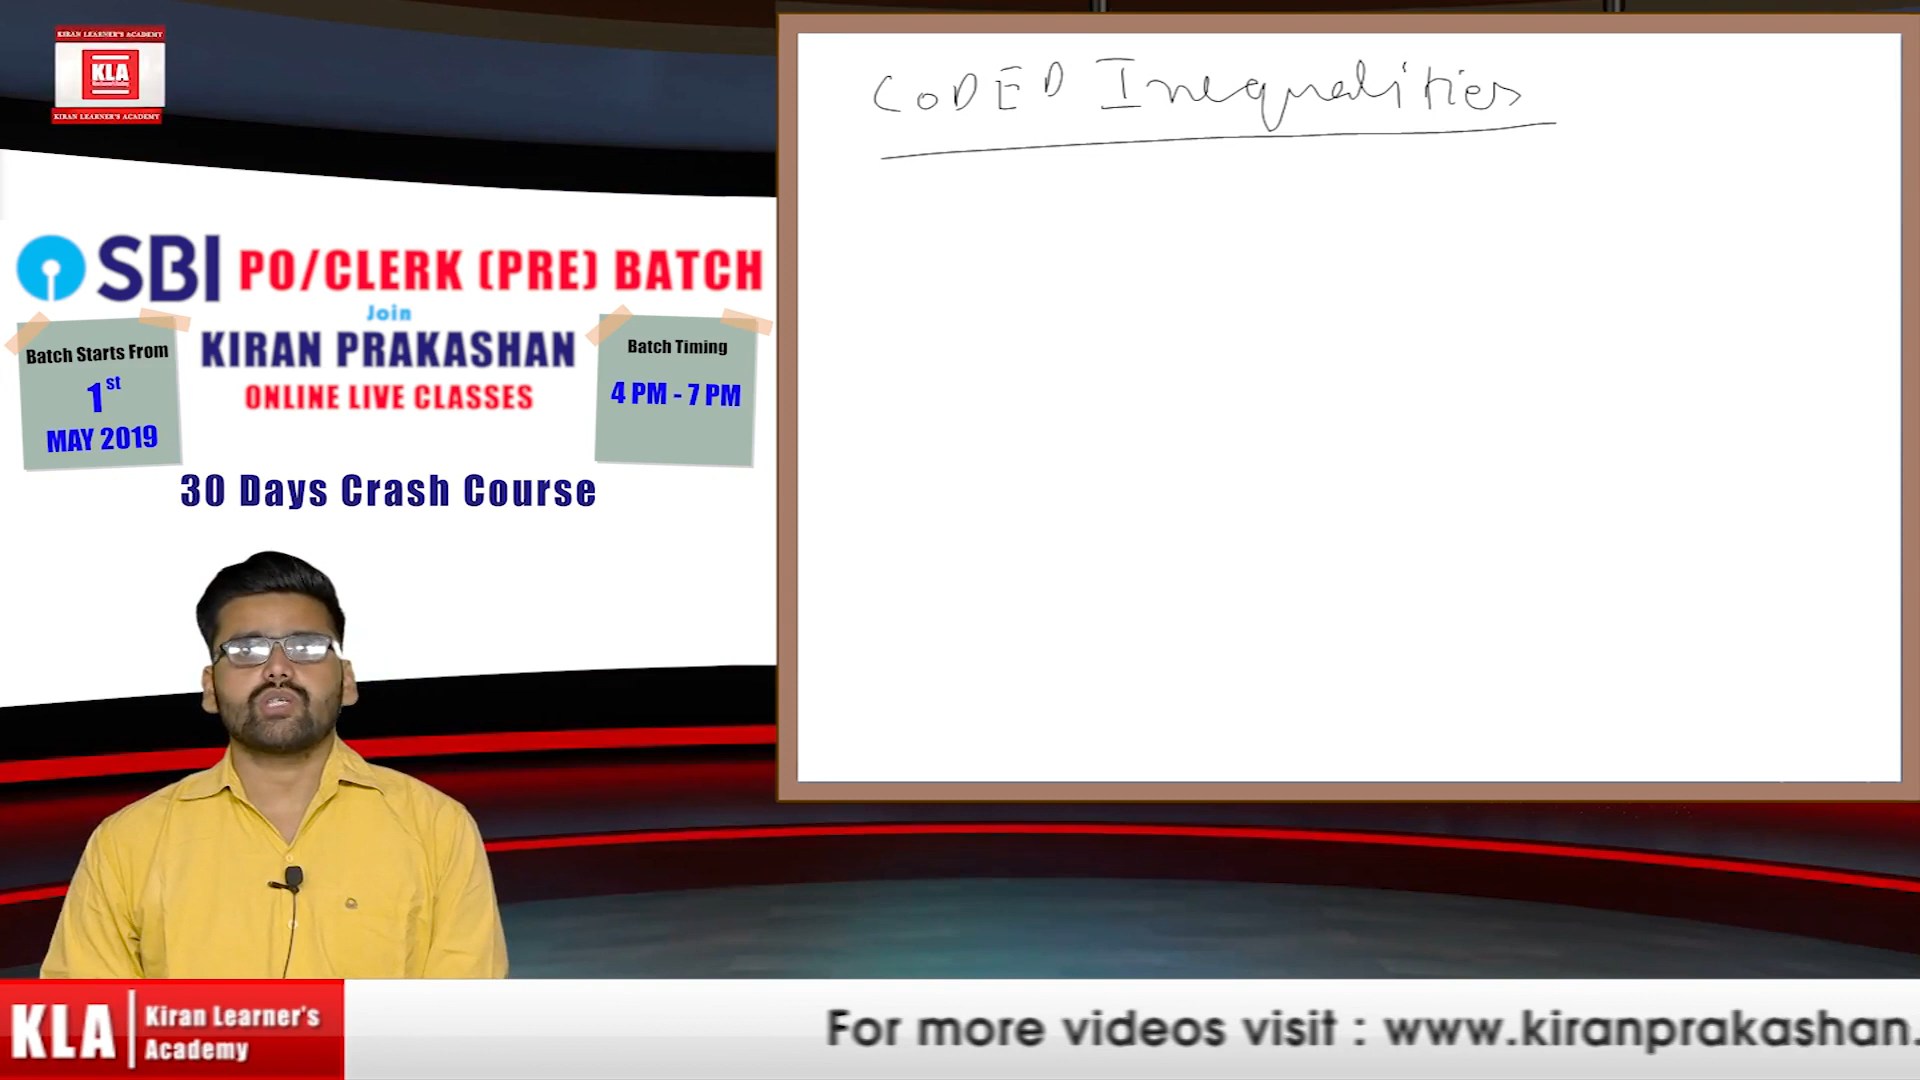 KIRAN LEARNER'S ACADEMY
KLA
KIRAN LEARNER'S ACADEMY
CODED Inequalities
SBI PO/CLERK (PRE) BATCH
Join
KIRAN PRAKASHAN
ONLINE LIVE CLASSES
Batch Starts From
1st
MAY 2019
Batch Timing
4 PM - 7 PM
30 Days Crash Course
KLA Kiran Learner's
Academy
For more videos visit : www.kiranprakashan.